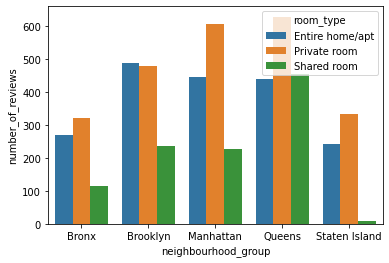 room_type
Entire home/apt
Private room
Shared room
number_of_reviews
600
500
400
300
200
100
0
Bronx Brooklyn Manhattan Queens Staten Island
neighbourhood_group